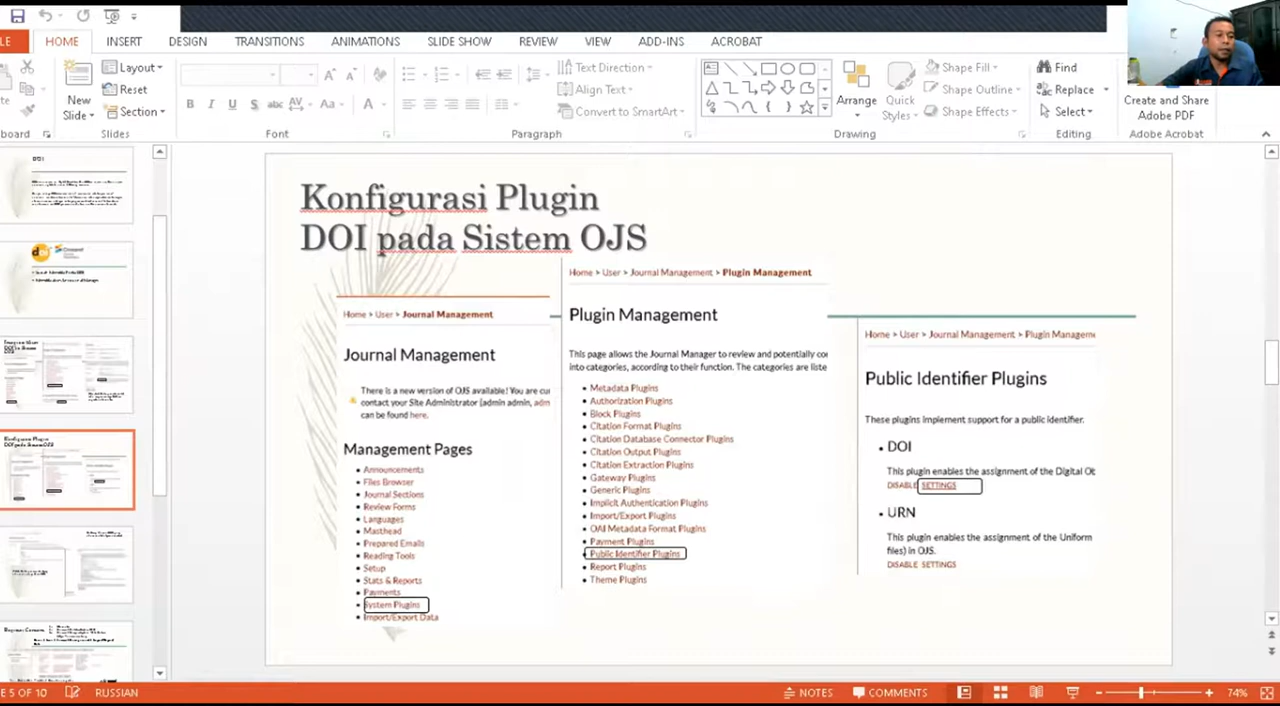 LE
HOME
INSERT
DESIGN
TRANSITIONS
ANIMATIONS
SLIDE SHOW
REVIEW
VIEW
ADD-INS
ACROBAT
New
Slide
Layout
Reset
Section
Slides
B I U S abc AV Aa A
Font
Text Direction
Align Text
Convert to SmartArt
Paragraph
Arrange
Quick
Styles
Shape Fill
Shape Outline
Shape Effects
Drawing
Find
Replace
Select
Editing
Create and Share
Adobe PDF
Adobe Acrobat
board
Konfigurasi Plugin
DOI pada Sistem OJS
Home > User > Journal Management
Journal Management
There is a new version of OJS available! You are cur
contact your Site Administrator (admin admin, adm
can be found here.
Management Pages
Announcements
Files Browser
Journal Sections
Review Forms
Languages
Masthead
Prepared Emails
Reading Tools
Setup
Stats & Reports
Payments
System Plugins
Import/Export Data
Home > User > Journal Management > Plugin Management
Plugin Management
This page allows the Journal Manager to review and potentially co
into categories, according to their function. The categories are liste
Metadata Plugins
Authorization Plugins
Block Plugins
Citation Format Plugins
Citation Database Connector Plugins
Citation Output Plugins
Citation Extraction Plugins
Gateway Plugins
Generic Plugins
Implicit Authentication Plugins
Import/Export Plugins
OAI Metadata Format Plugins
Payment Plugins
Public Identifier Plugins
Report Plugins
Theme Plugins
Home > User > Journal Management > Plugin Managem
Public Identifier Plugins
These plugins implement support for a public identifier.
DOI
This plugin enables the assignment of the Digital Ob
DISABLE SETTINGS
URN
This plugin enables the assignment of the Uniform
files) in OJS.
DISABLE SETTINGS
E 5 OF 10
RUSSIAN
NOTES
COMMENTS
74%